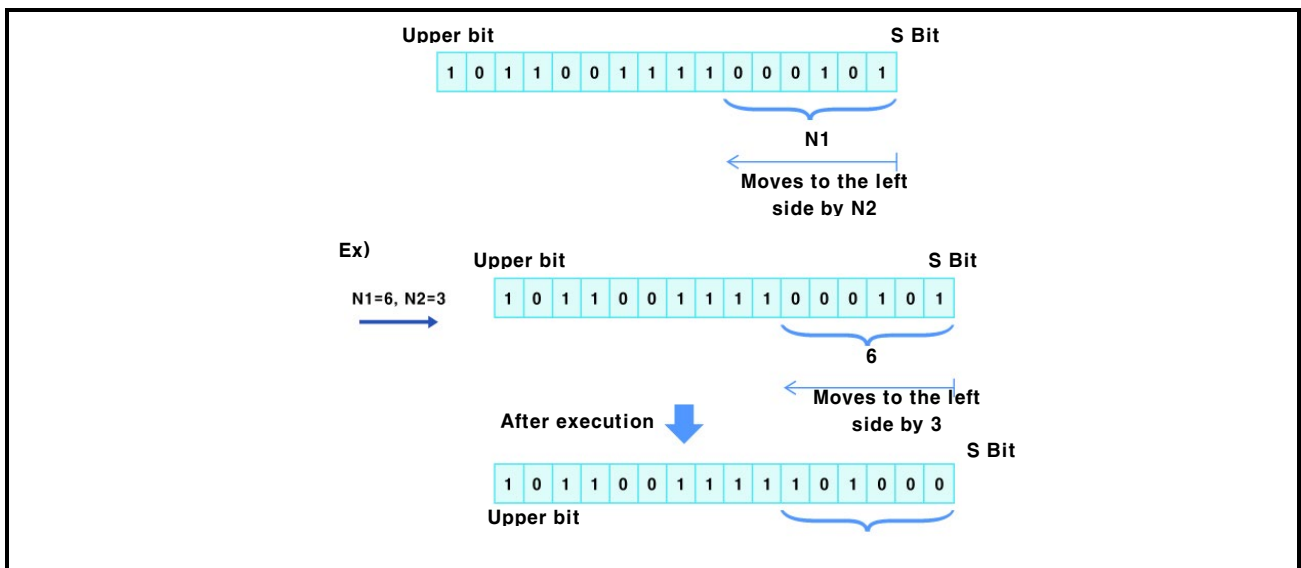 Upper bit S Bit
1 0 1 1 0 0 1 1 1 1 0 0 0 1 0 1
N1
Moves to the left
side by N2
Ex)
Upper bit S Bit
N1=6, N2=3
1 0 1 1 0 0 1 1 1 1 0 0 0 1 0 1
6
Moves to the left
side by 3
After execution
S Bit
1 0 1 1 0 0 1 1 1 1 1 0 1 0 0 0
Upper bit